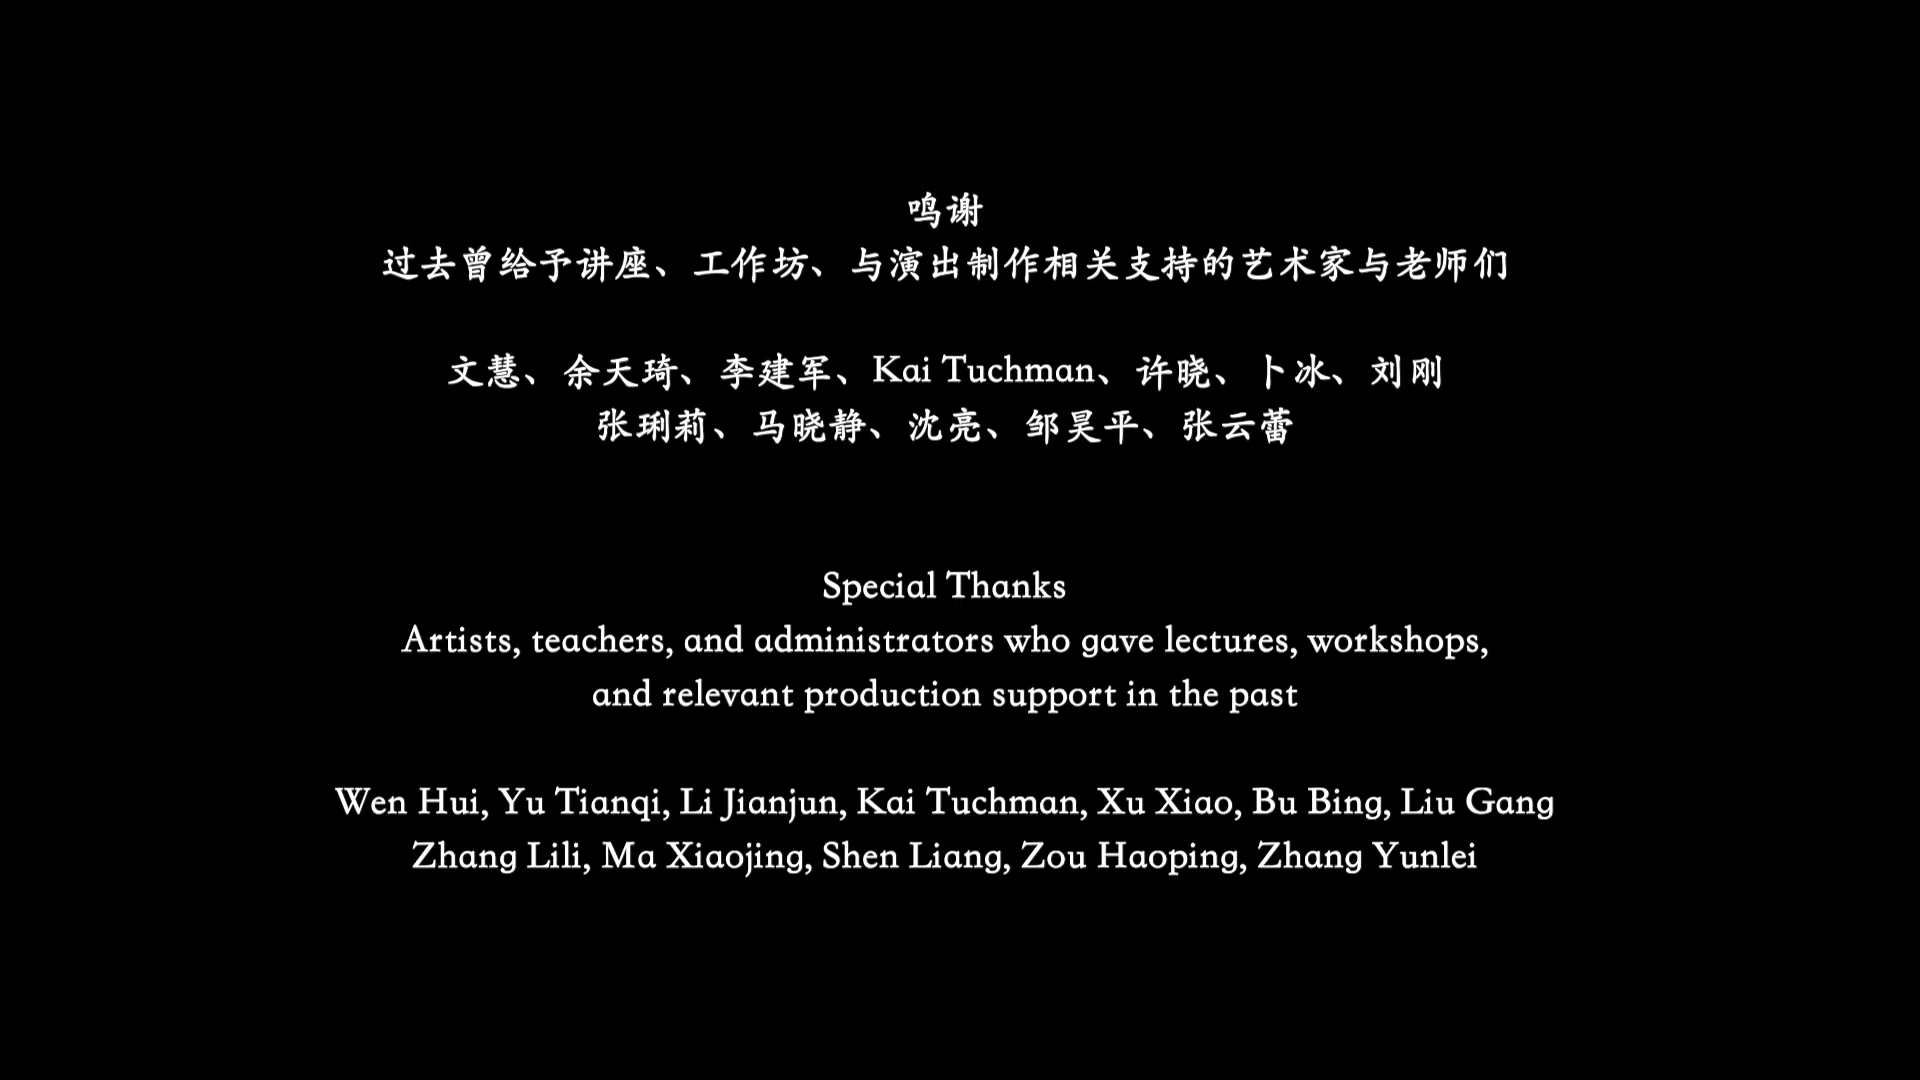 鸣谢
过去曾给予讲座、工作坊、与演出制作相关支持的艺术家与老师们
文慧、余天琦、李建军、Kai Tuchman、许晓、卜冰、刘刚
张琍莉、马晓静、沈亮、邹昊平、张云蕾
Special Thanks
Artists, teachers, and administrators who gave lectures, workshops,
and relevant production support in the past
Wen Hui, Yu Tianqi, Li Jianjun, Kai Tuchman, Xu Xiao, Bu Bing, Liu Gang
Zhang Lili, Ma Xiaojing, Shen Liang, Zou Haoping, Zhang Yunlei